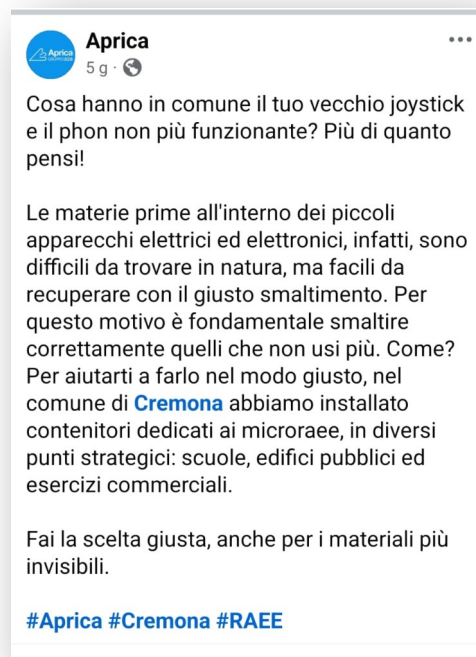 Aprica
Aprica
5 g
Cosa hanno in comune il tuo vecchio joystick
e il phon non più funzionante? Più di quanto
pensi!
Le materie prime all'interno dei piccoli
apparecchi elettrici ed elettronici, infatti, sono
difficili da trovare in natura, ma facili da
recuperare con il giusto smaltimento. Per
questo motivo è fondamentale smaltire
correttamente quelli che non usi più. Come?
Per aiutarti a farlo nel modo giusto, nel
comune di Cremona abbiamo installato
contenitori dedicati ai microraee, in diversi
punti strategici: scuole, edifici pubblici ed
esercizi commerciali.
Fai la scelta giusta, anche per i materiali più
invisibili.
#Aprica #Cremona #RAEE